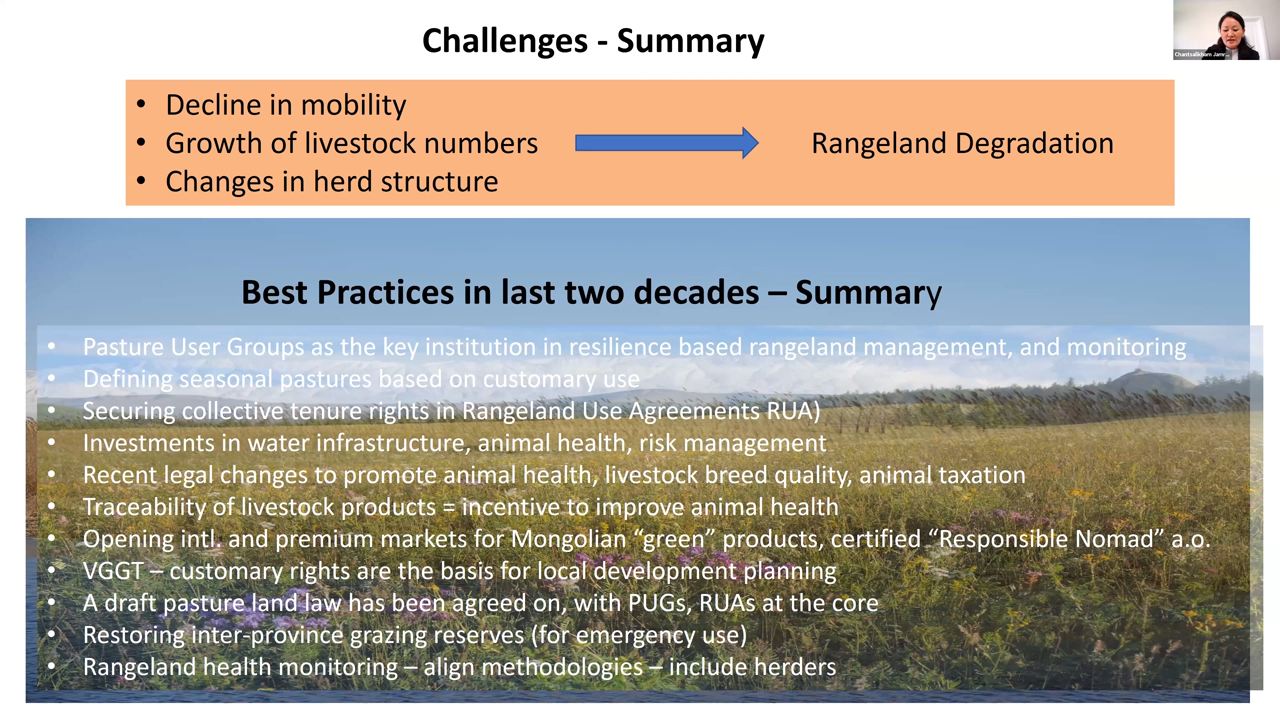 Challenges - Summary
• Decline in mobility
• Growth of livestock numbers
• Changes in herd structure
Rangeland Degradation
Best Practices in last two decades – Summary
• Pasture User Groups as the key institution in resilience based rangeland management, and monitoring
• Defining seasonal pastures based on customary use
• Securing collective tenure rights in Rangeland Use Agreements RUA)
• Investments in water infrastructure, animal health, risk management
• Recent legal changes to promote animal health, livestock breed quality, animal taxation
• Traceability of livestock products = incentive to improve animal health
• Opening intl. and premium markets for Mongolian “green” products, certified “Responsible Nomad” a.o.
• VGGT – customary rights are the basis for local development planning
• A draft pasture land law has been agreed on, with PUGs, RUAs at the core
• Restoring inter-province grazing reserves (for emergency use)
• Rangeland health monitoring – align methodologies – include herders